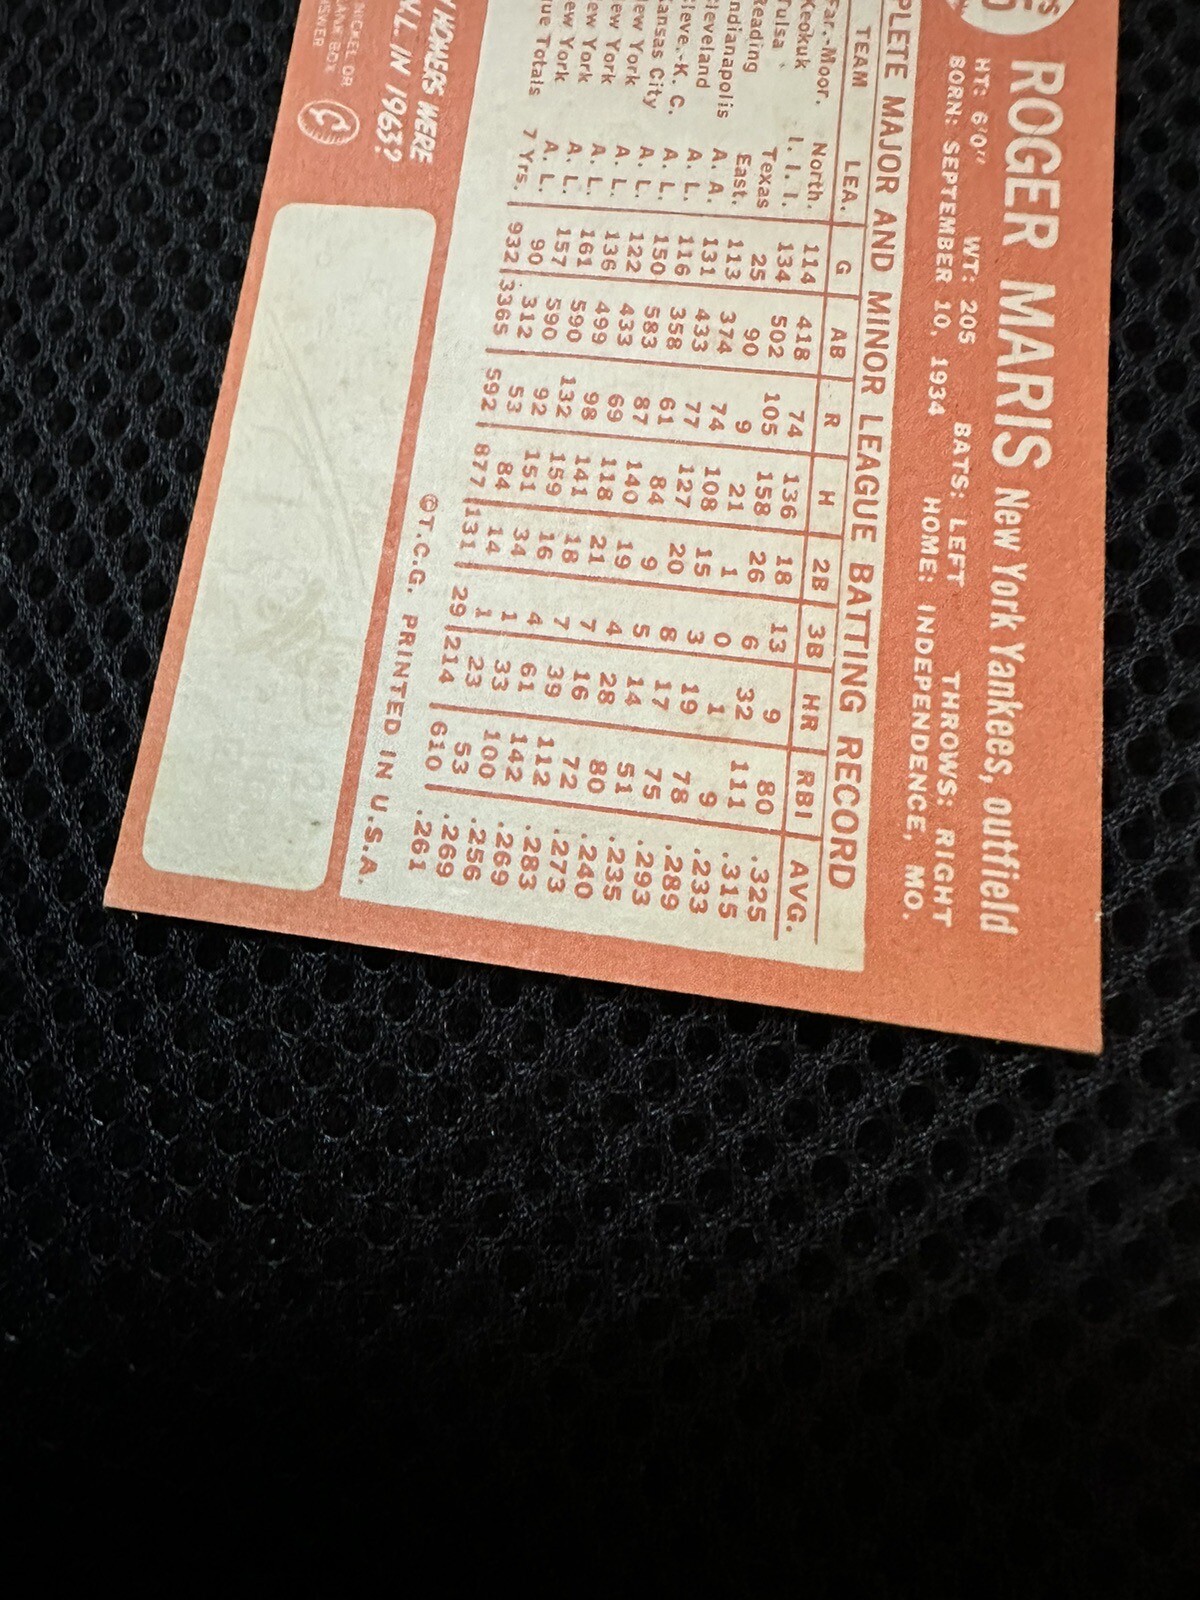 ROGER MARIS New York Yankees, outfield
HT: 6'0" WT: 205 BATS: LEFT THROWS: RIGHT
BORN: SEPTEMBER 10, 1934 HOME: INDEPENDENCE, MO.
PLETE MAJOR AND MINOR LEAGUE BATTING RECORD
TEAM LEA. G AB R H 2B 3B HR RBI AVG.
Far.-Moor. North. 114 418 74 136 18 13 9 80 .325
Keokuk I. I. I. 134 502 105 158 26 6 32 111 .315
Tulsa Texas 25 90 9 21 1 0 1 9 .233
Reading East. 113 374 74 108 15 3 19 78 .289
Indianapolis A. A. 131 433 77 127 20 8 17 75 .293
Cleveland A. L. 116 358 61 84 9 5 14 51 .235
Cleve.-K. C. A. L. 150 583 87 140 19 4 28 80 .240
Kansas City A. L. 122 433 69 118 21 7 16 72 .273
New York A. L. 136 499 98 141 18 7 39 112 .283
New York A. L. 161 590 132 159 16 4 61 142 .269
ew York A. L. 157 590 92 151 34 1 33 100 .256
ew York A. L. 90 312 53 84 14 1 23 53 .269
ue Totals 7 Yrs. 932 3365 592 877 131 29 214 610 .261
©T.C.G. PRINTED IN U.S.A.
HOMERS WERE
L. IN 1963?
NICKEL OR
BOX